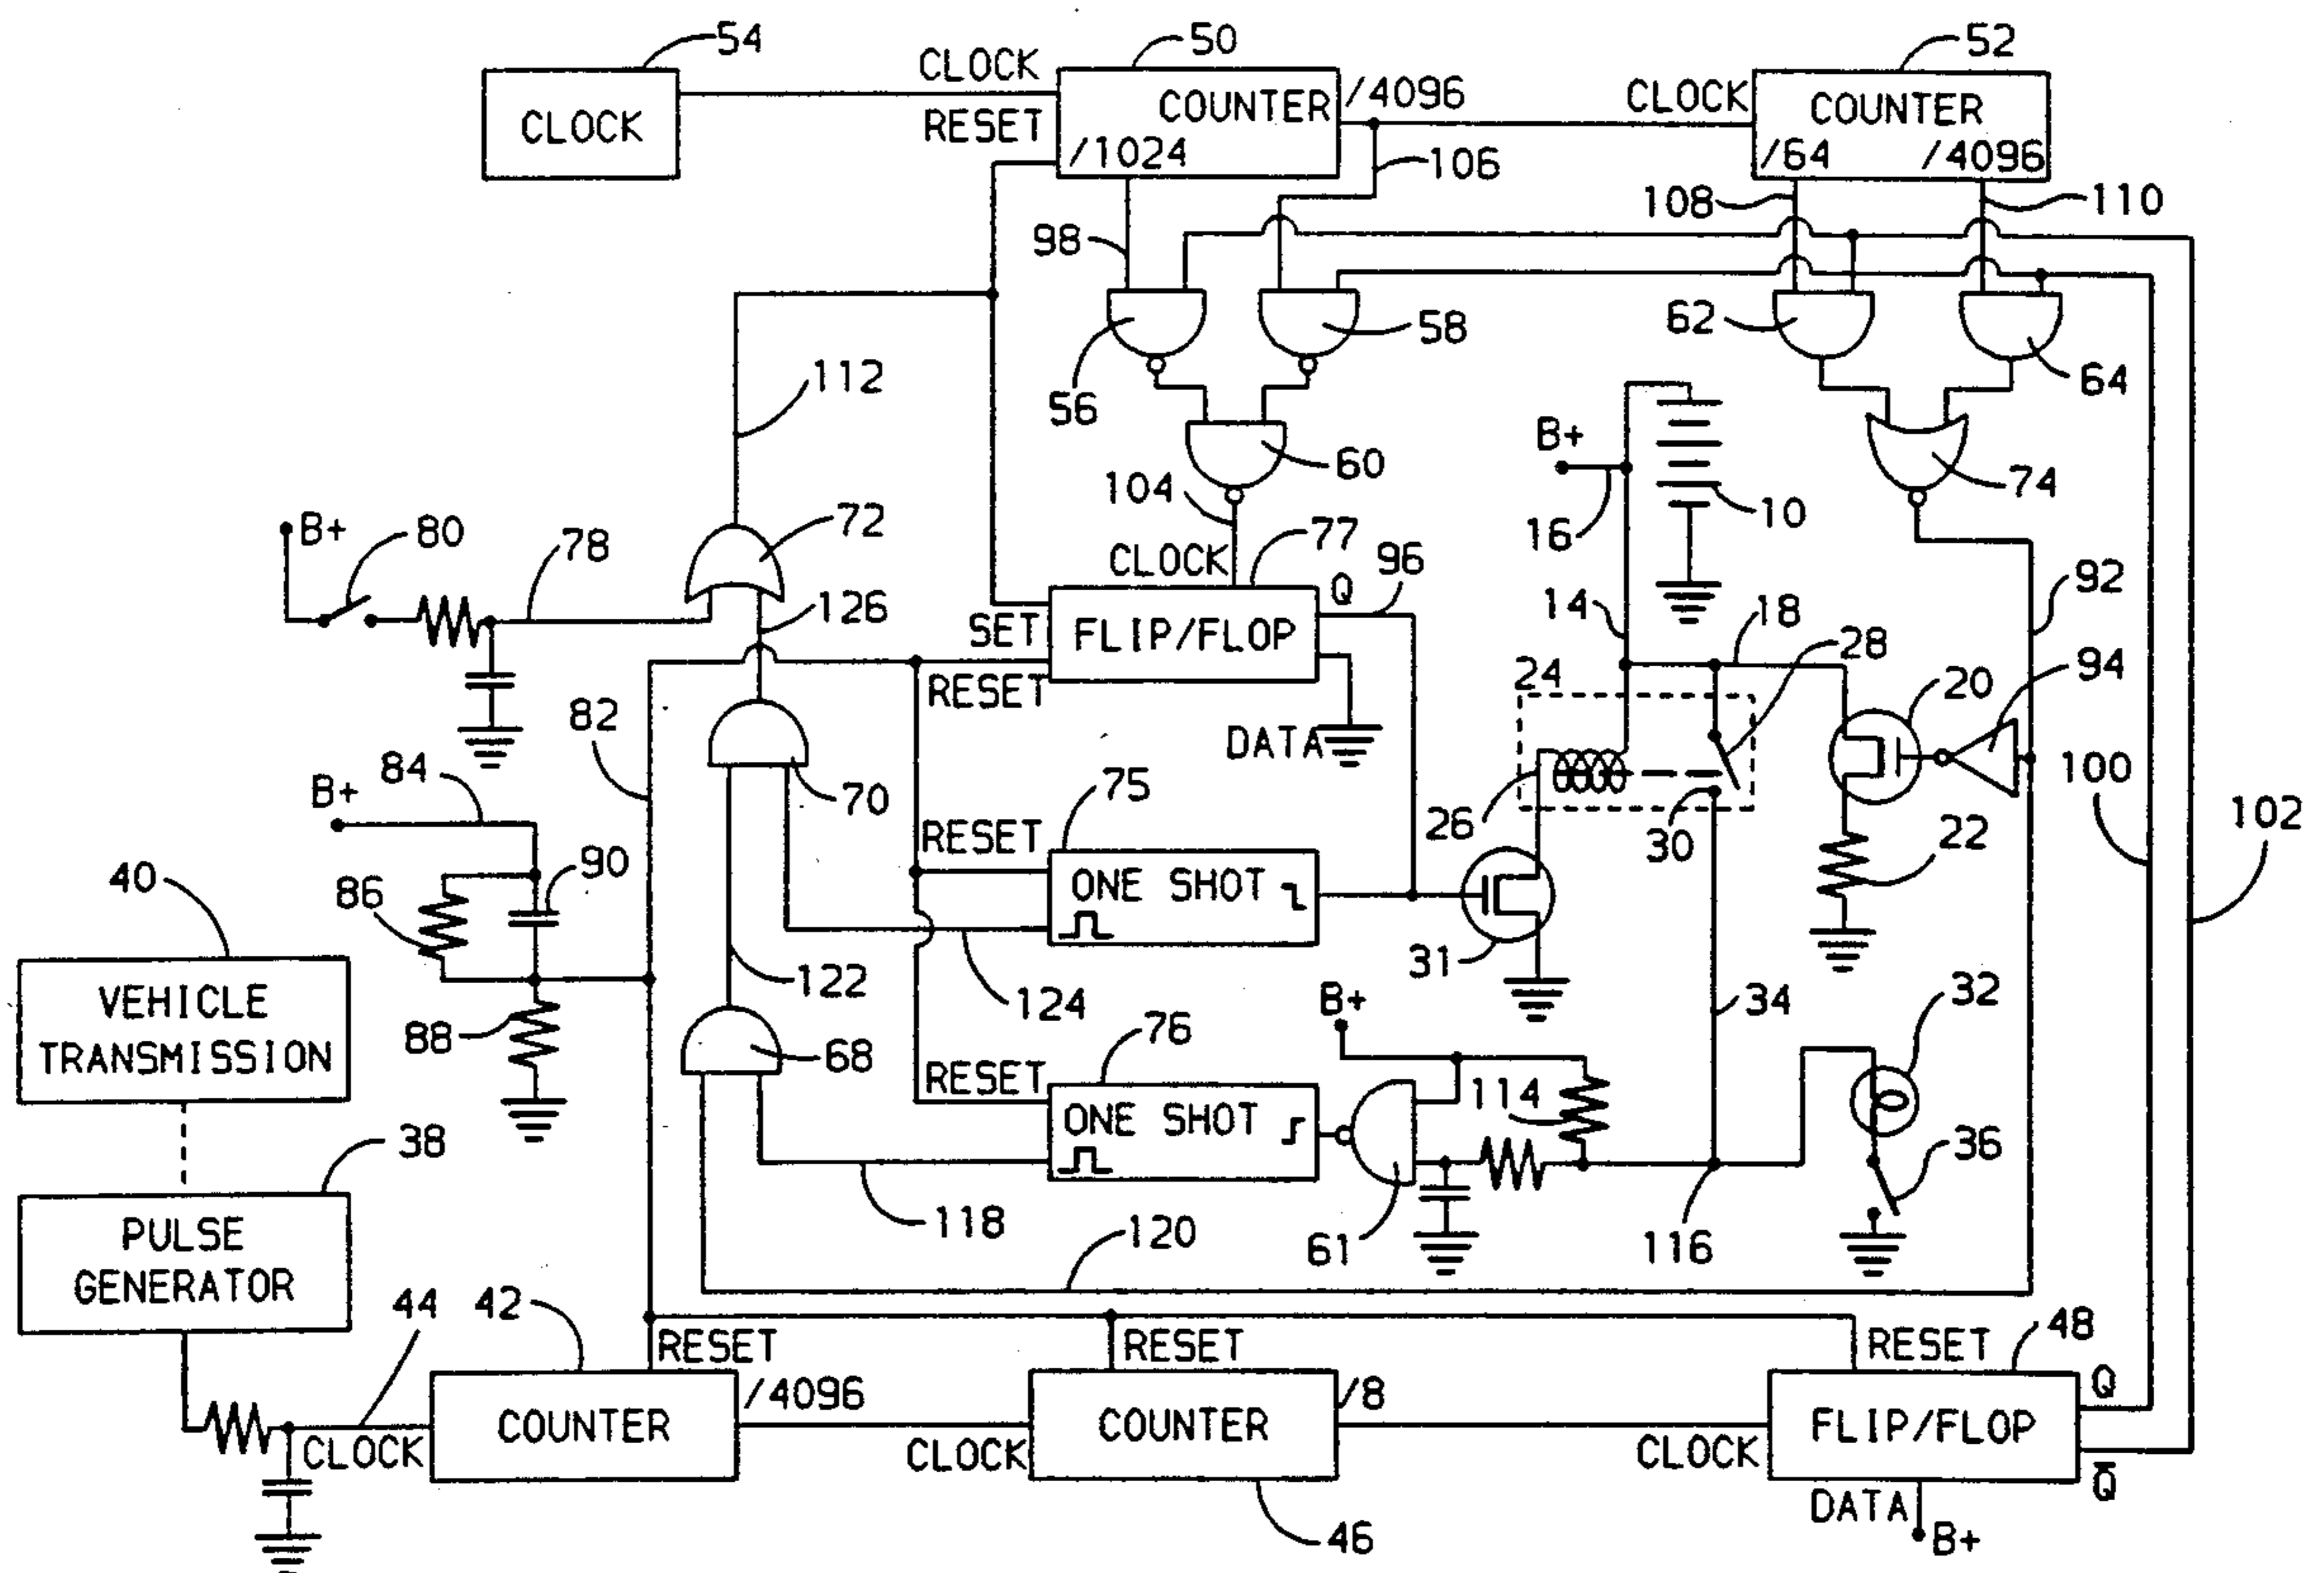 54
50
52
CLOCK
CLOCK
RESET
COUNTER
/1024
/4096
106
CLOCK
COUNTER
/64
/4096
108
110
98
56
58
62
64
112
60
104
B+
16
10
74
B+
80
78
72
126
CLOCK
77
Q
96
SET
FLIP/FLOP
RESET
DATA
14
18
28
92
94
20
24
82
84
B+
70
75
26
30
22
100
102
RESET
ONE SHOT
90
86
40
31
VEHICLE
TRANSMISSION
88
122
124
B+
34
32
68
76
114
RESET
ONE SHOT
36
38
118
61
116
120
PULSE
GENERATOR
44
42
RESET
RESET
RESET
48
COUNTER
/4096
CLOCK
CLOCK
COUNTER
/8
CLOCK
FLIP/FLOP
Q
Q̅
46
DATA
B+